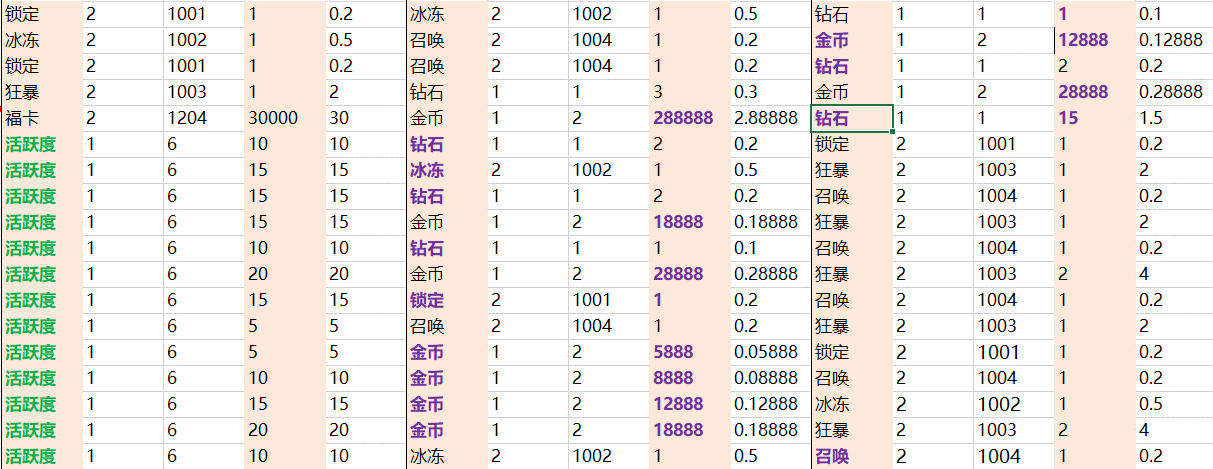 锁定 2 1001 1 0.2 冰冻 2 1002 1 0.5 钻石 1 1 1 0.1
冰冻 2 1002 1 0.5 召唤 2 1004 1 0.2 金币 1 2 12888 0.12888
锁定 2 1001 1 0.2 召唤 2 1004 1 0.2 钻石 1 1 2 0.2
狂暴 2 1003 1 2 钻石 1 1 3 0.3 金币 1 2 28888 0.28888
福卡 2 1204 30000 30 金币 1 2 288888 2.88888 钻石 1 1 15 1.5
活跃度 1 6 10 10 钻石 1 1 2 0.2 锁定 2 1001 1 0.2
活跃度 1 6 15 15 冰冻 2 1002 1 0.5 狂暴 2 1003 1 2
活跃度 1 6 15 15 钻石 1 1 2 0.2 召唤 2 1004 1 0.2
活跃度 1 6 15 15 金币 1 2 18888 0.18888 狂暴 2 1003 1 2
活跃度 1 6 10 10 钻石 1 1 1 0.1 召唤 2 1004 1 0.2
活跃度 1 6 20 20 金币 1 2 28888 0.28888 狂暴 2 1003 2 4
活跃度 1 6 15 15 锁定 2 1001 1 0.2 召唤 2 1004 1 0.2
活跃度 1 6 5 5 召唤 2 1004 1 0.2 狂暴 2 1003 1 2
活跃度 1 6 5 5 金币 1 2 5888 0.05888 锁定 2 1001 1 0.2
活跃度 1 6 10 10 金币 1 2 8888 0.08888 召唤 2 1004 1 0.2
活跃度 1 6 15 15 金币 1 2 12888 0.12888 冰冻 2 1002 1 0.5
活跃度 1 6 20 20 金币 1 2 18888 0.18888 狂暴 2 1003 2 4
活跃度 1 6 10 10 冰冻 2 1002 1 0.5 召唤 2 1004 1 0.2